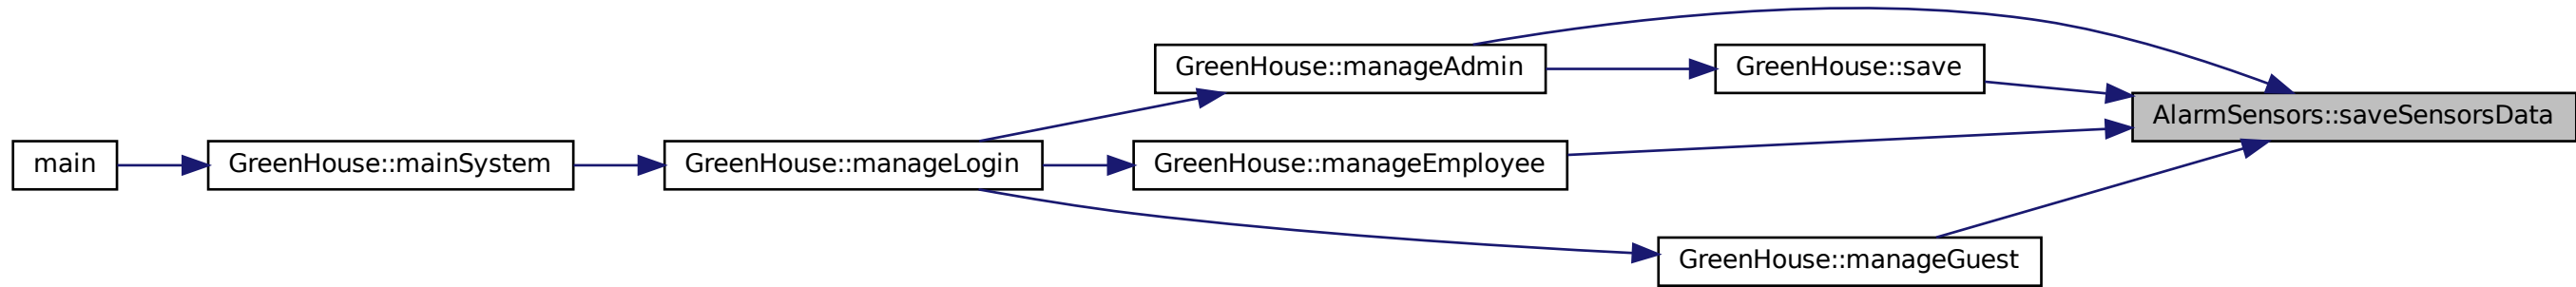 GreenHouse::manageAdmin
GreenHouse::save
AlarmSensors::saveSensorsData
main
GreenHouse::mainSystem
GreenHouse::manageLogin
GreenHouse::manageEmployee
GreenHouse::manageGuest